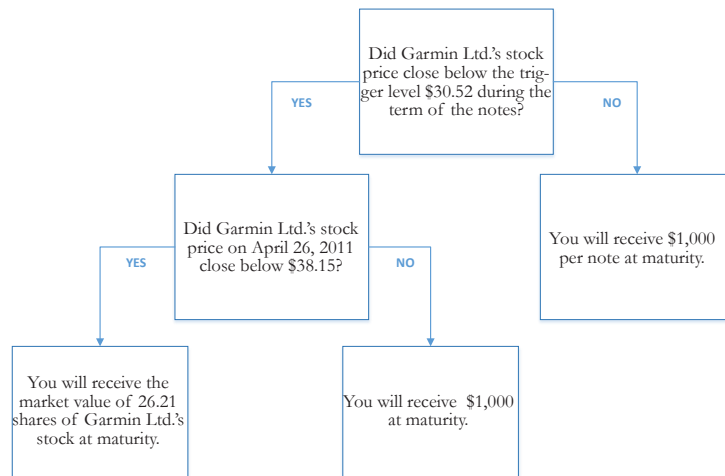 Did Garmin Ltd.'s stock
price close below the trig-
ger level $30.52 during the
term of the notes?
YES
NO
Did Garmin Ltd.'s stock
price on April 26, 2011
close below $38.15?
You will receive $1,000
per note at maturity.
YES
NO
You will receive the
market value of 26.21
shares of Garmin Ltd.'s
stock at maturity.
You will receive $1,000
at maturity.